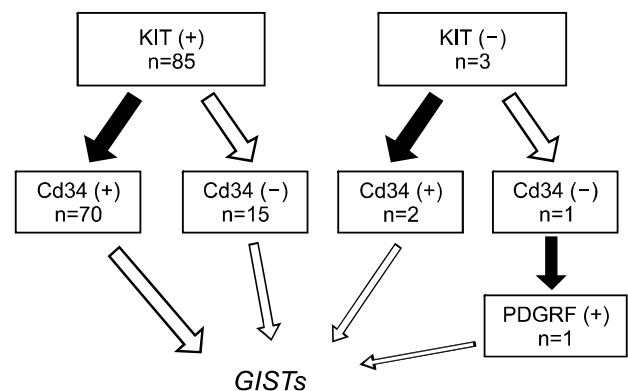 KIT (+)
n=85
KIT (−)
n=3
Cd34 (+)
n=70
Cd34 (−)
n=15
Cd34 (+)
n=2
Cd34 (−)
n=1
PDGRF (+)
n=1
GISTs